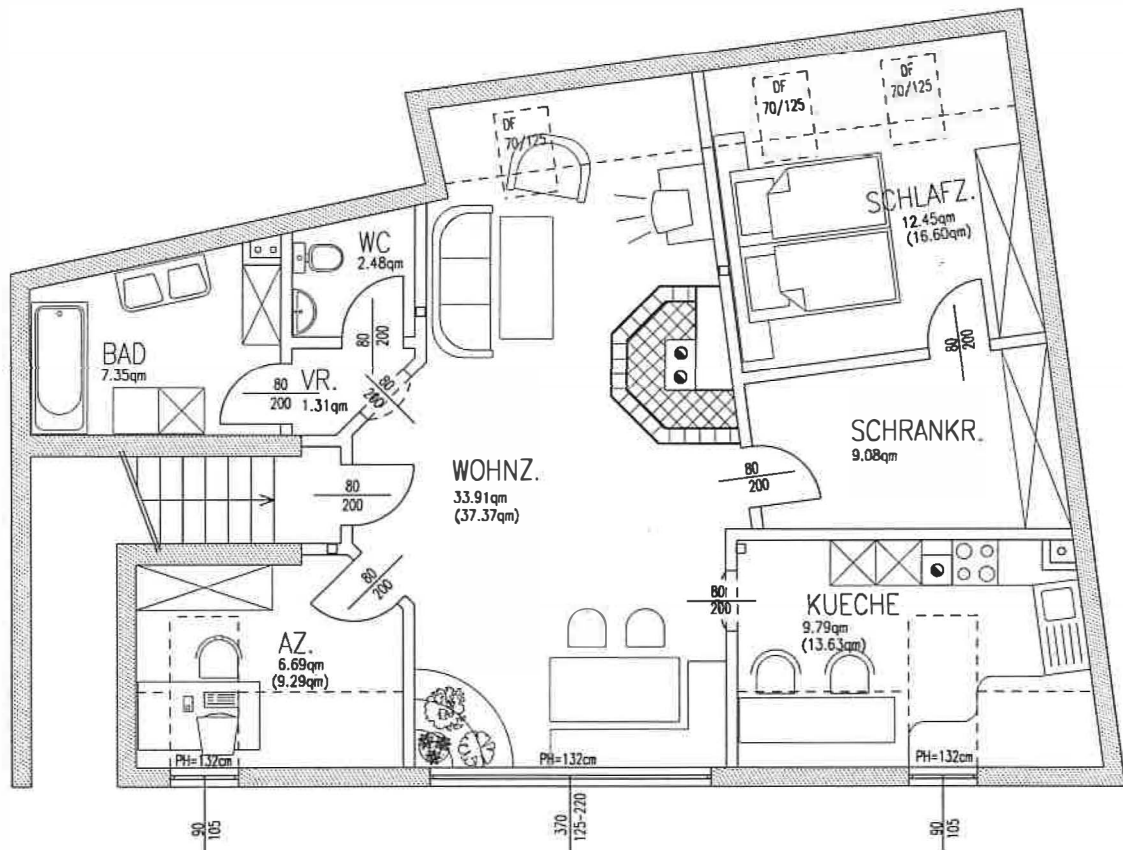 DF
70/125
DF
70/125
DF
70/125
SCHLAFZ.
12.45qm
(16.60qm)
WC
2.48qm
80
200
BAD
7.35qm
80
200
VR.
1.31qm
80
200
80
200
SCHRANKR.
9.08qm
80
200
WOHNZ.
33.91qm
(37.37qm)
80
200
80
200
80
200
KUECHE
9.79qm
(13.63qm)
AZ.
6.69qm
(9.29qm)
PH=132cm
PH=132cm
PH=132cm
90
105
370
125-220
90
105